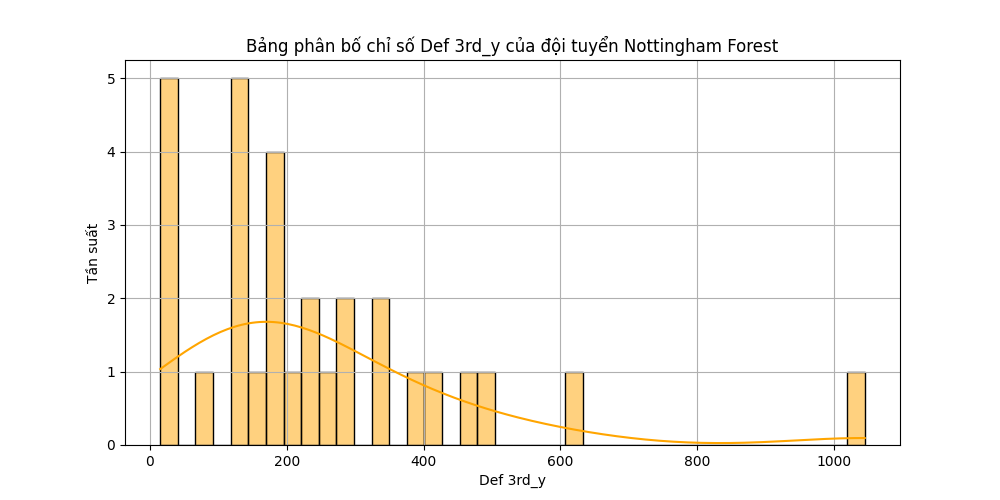 Bảng phân bố chỉ số Def 3rd_y của đội tuyển Nottingham Forest
Tần suất
5
4
3
2
1
0
0 200 400 600 800 1000
Def 3rd_y